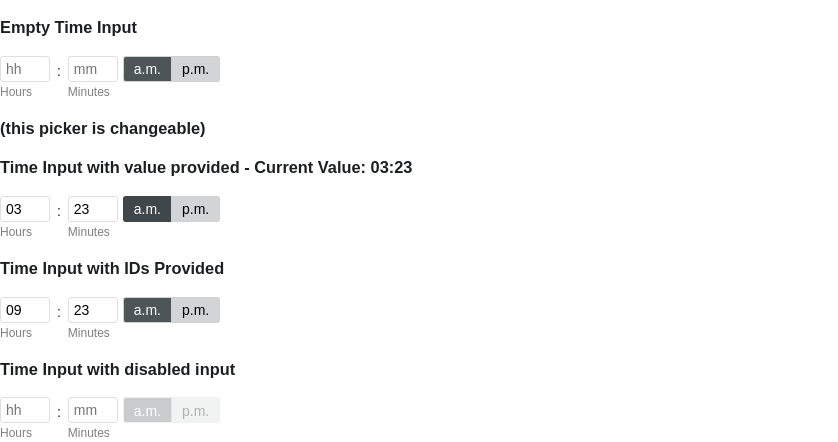 Empty Time Input
hh : mm a.m. p.m.
Hours Minutes
(this picker is changeable)
Time Input with value provided - Current Value: 03:23
03 : 23 a.m. p.m.
Hours Minutes
Time Input with IDs Provided
09 : 23 a.m. p.m.
Hours Minutes
Time Input with disabled input
hh : mm a.m. p.m.
Hours Minutes